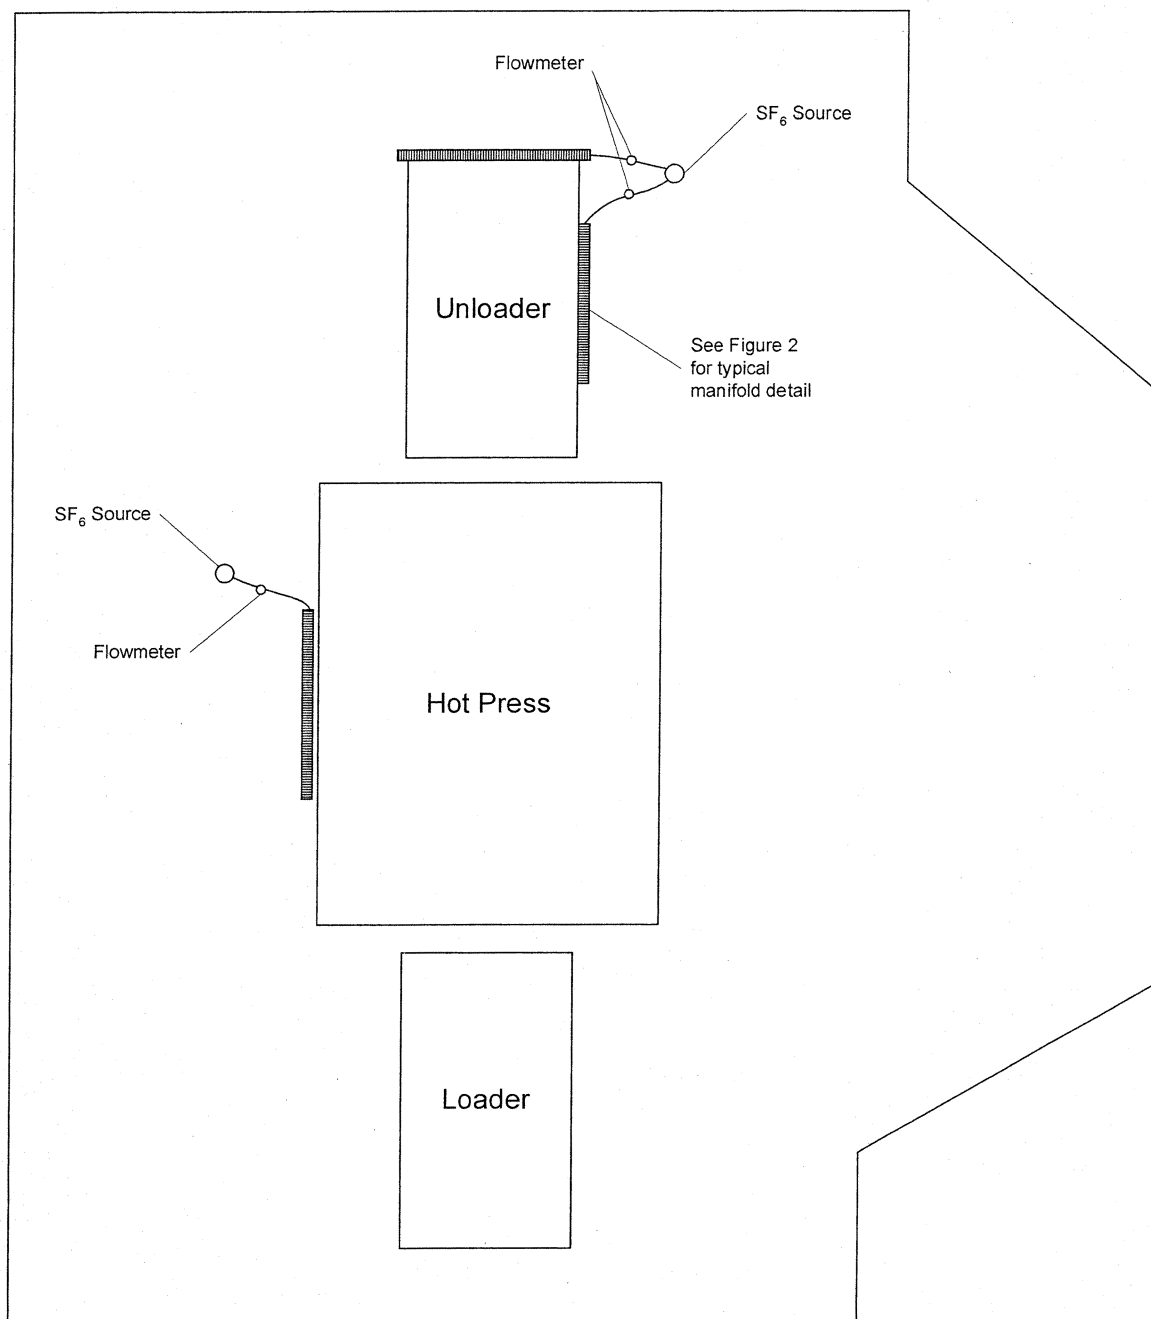 Flowmeter
SF6 Source
Unloader
See Figure 2
for typical
manifold detail
SF6 Source
Flowmeter
Hot Press
Loader